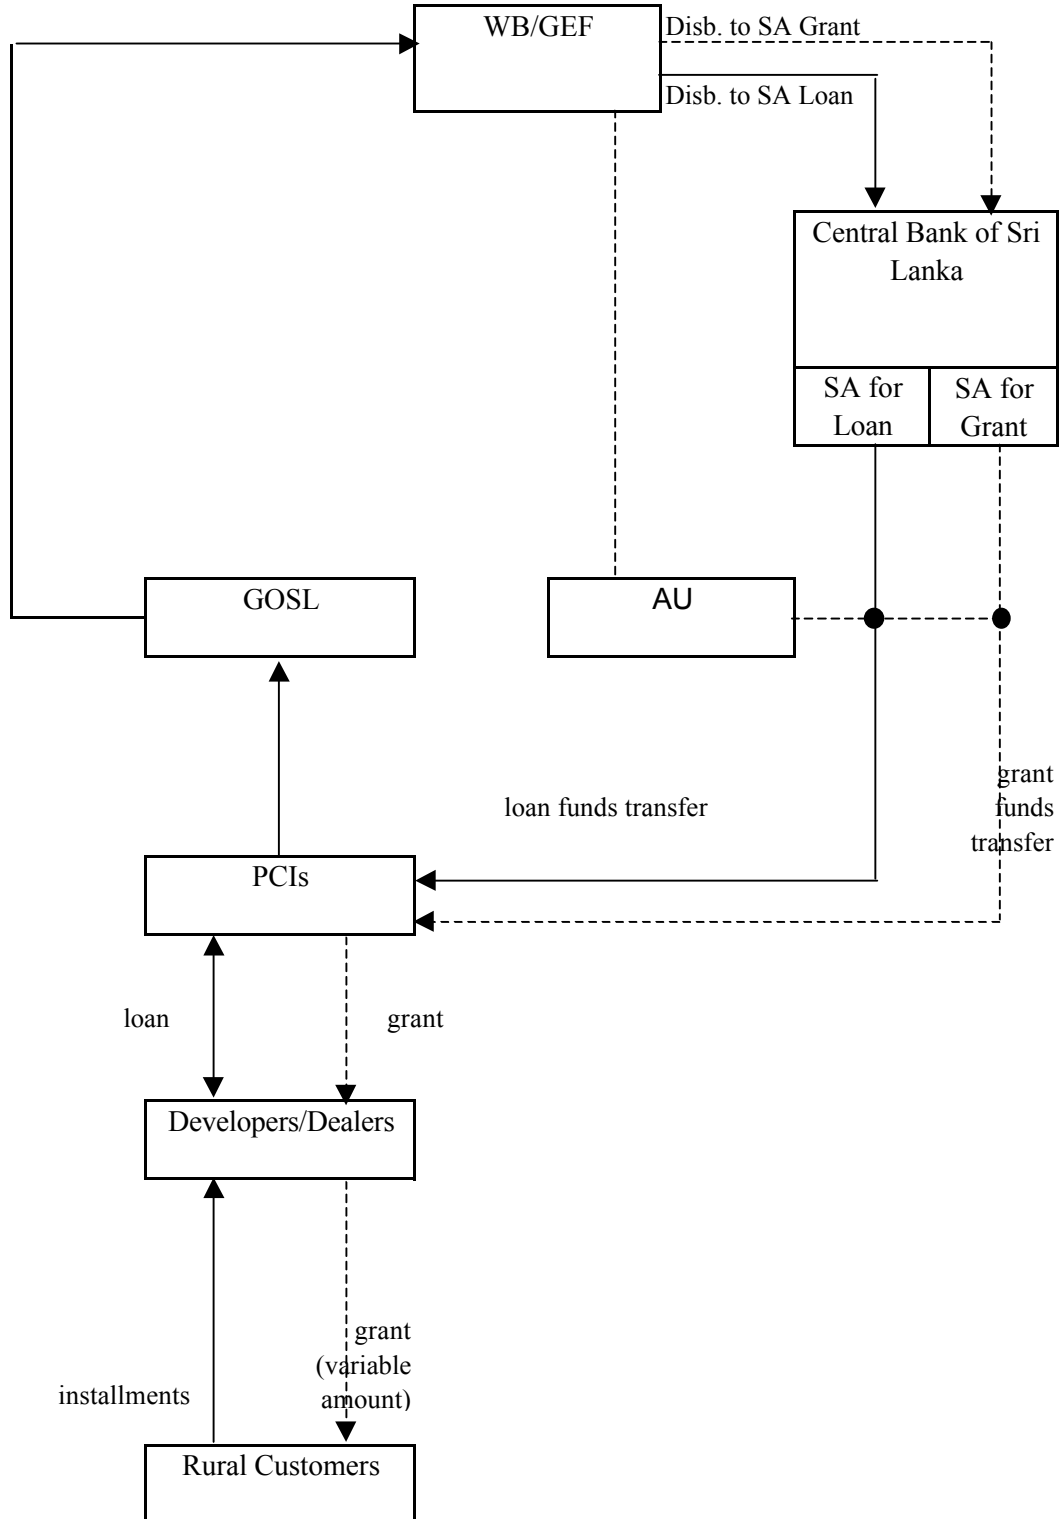 WB/GEF
Disb. to SA Grant
Disb. to SA Loan
Central Bank of Sri
Lanka
SA for
Loan
SA for
Grant
GOSL
AU
loan funds transfer
grant
funds
transfer
PCIs
loan
grant
Developers/Dealers
grant
(variable
amount)
installments
Rural Customers